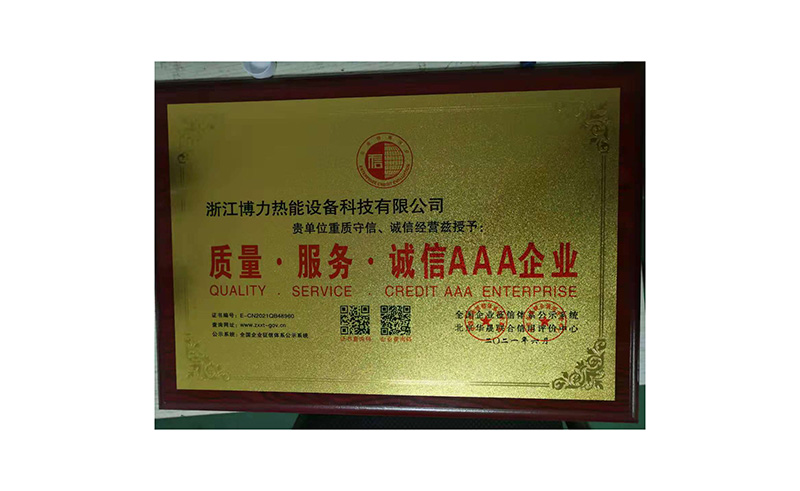 信
浙江博力热能设备科技有限公司
贵单位重质守信、诚信经营兹授予：
质量·服务·诚信AAA企业
QUALITY . SERVICE . CREDIT AAA ENTERPRISE
证书编号：E-CN2021QB48960
查询网址：www.zxxt-gov.cn
公示系统：全国企业征信体系公示系统
全国企业征信体系公示系统
北京华晟联合信用评价中心
二〇二一年六月